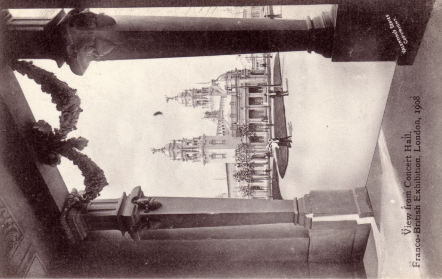 View from Concert Hall,
Franco-British Exhibition, London, 1908